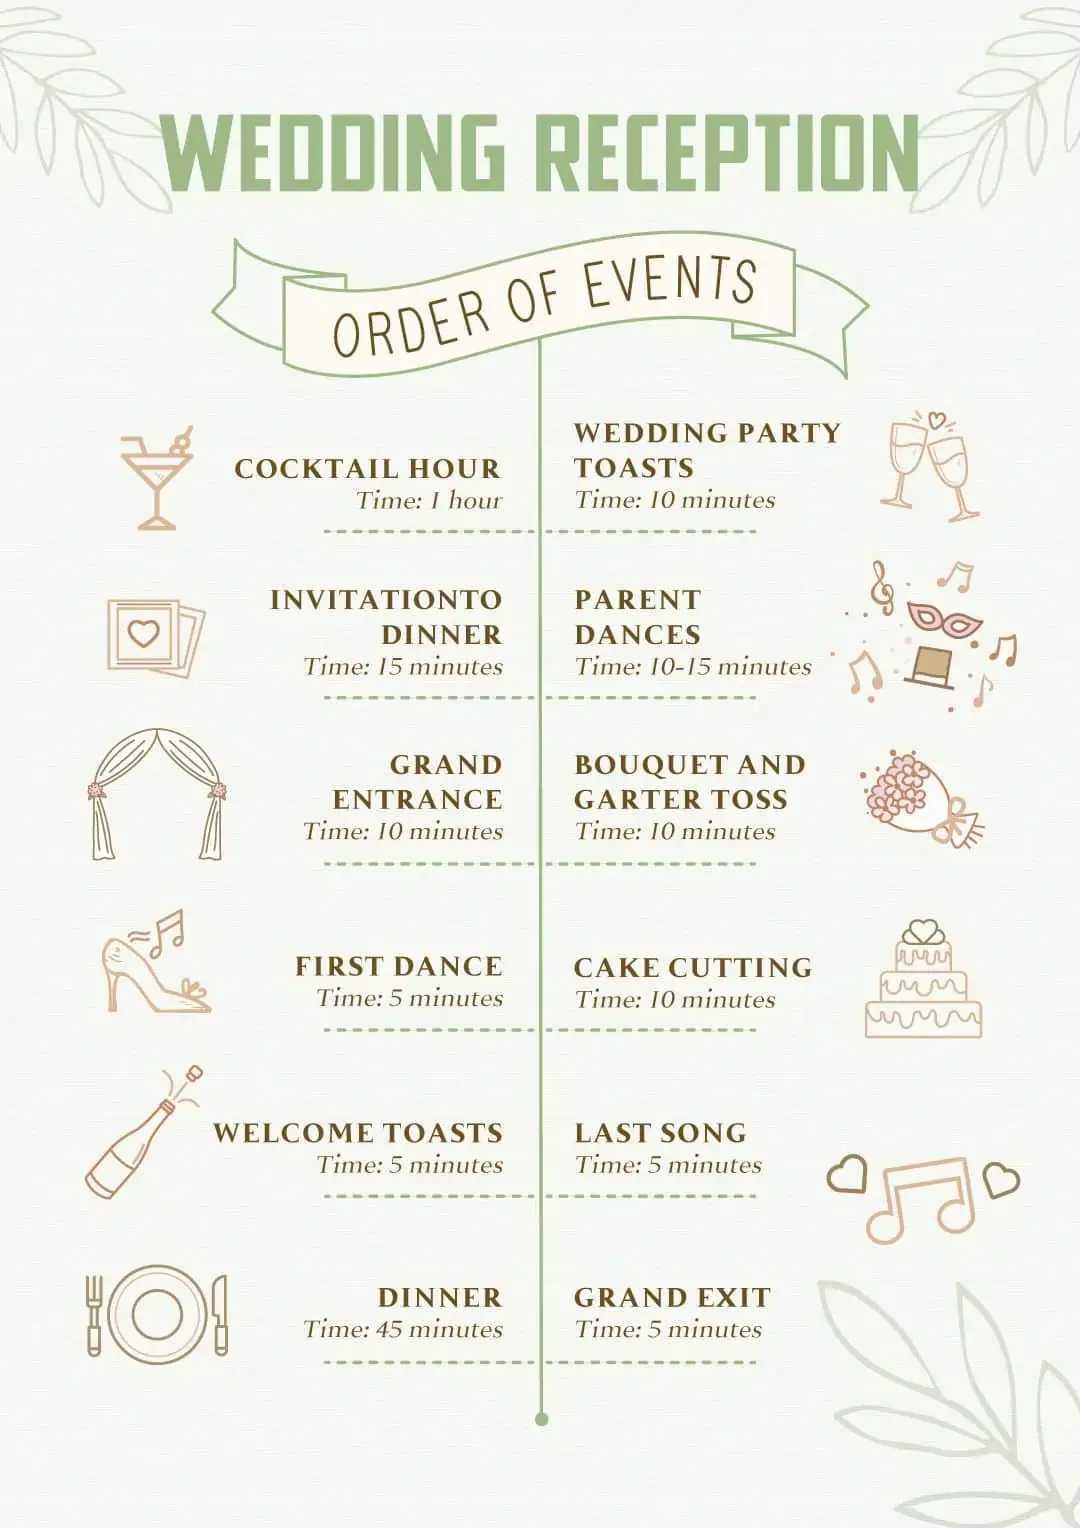 WEDDING RECEPTION
ORDER OF EVENTS
COCKTAIL HOUR
Time: 1 hour
INVITATIONTO
DINNER
Time: 15 minutes
GRAND
ENTRANCE
Time: 10 minutes
FIRST DANCE
Time: 5 minutes
WELCOME TOASTS
Time: 5 minutes
DINNER
Time: 45 minutes
WEDDING PARTY
TOASTS
Time: 10 minutes
PARENT
DANCES
Time: 10-15 minutes
BOUQUET AND
GARTER TOSS
Time: 10 minutes
CAKE CUTTING
Time: 10 minutes
LAST SONG
Time: 5 minutes
GRAND EXIT
Time: 5 minutes